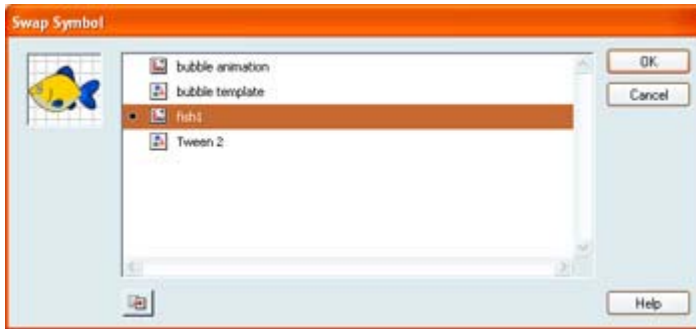 Swap Symbol
bubble animation
bubble template
fish1
Tween 2
OK
Cancel
Help